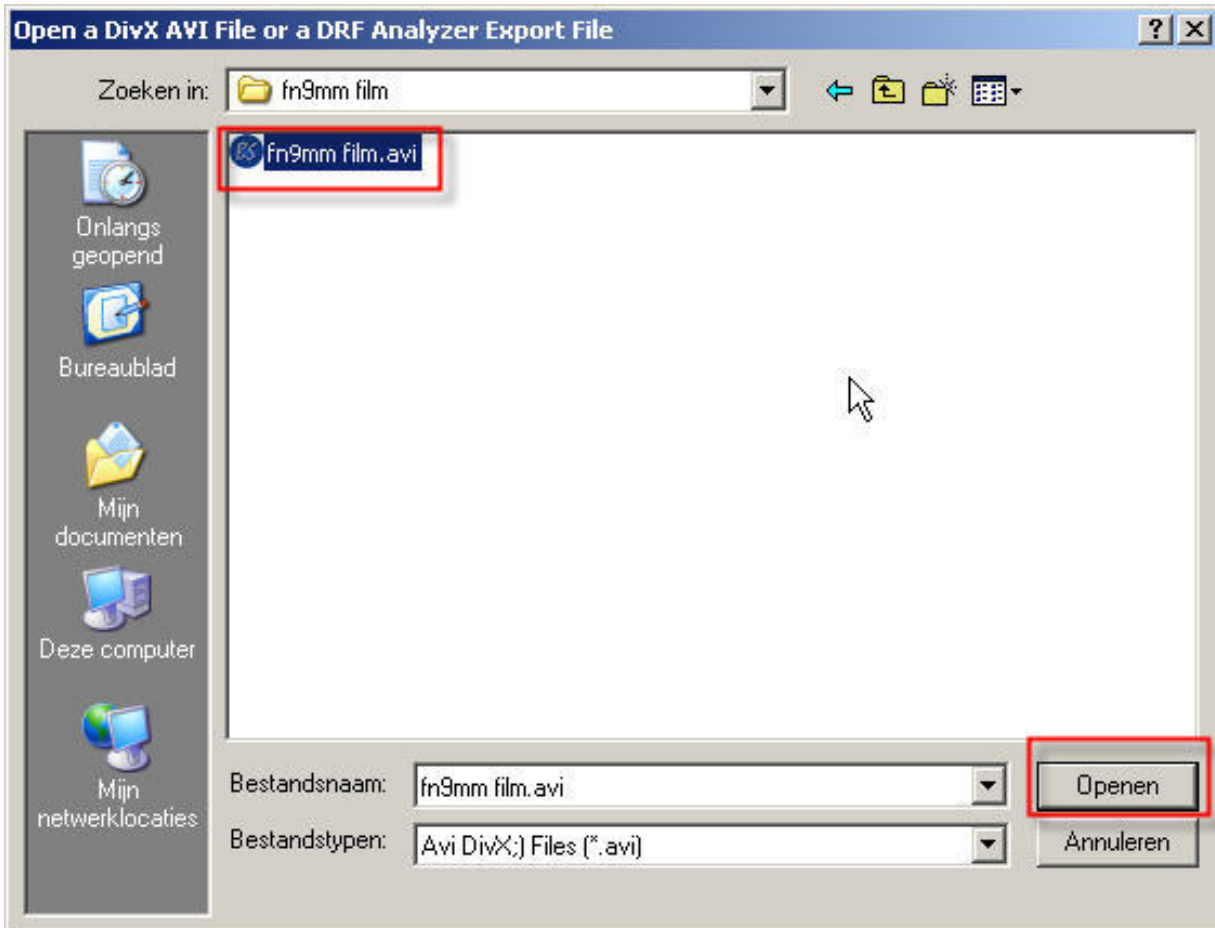 Open a DivX AVI File or a DRF Analyzer Export File
Zoeken in: fn9mm film
BS fn9mm film.avi
Onlangs
geopend
Bureaublad
Mijn
documenten
Deze computer
Mijn
netwerklocaties
Bestandsnaam: fn9mm film.avi Openen
Bestandstypen: Avi DivX;) Files (*.avi) Annuleren